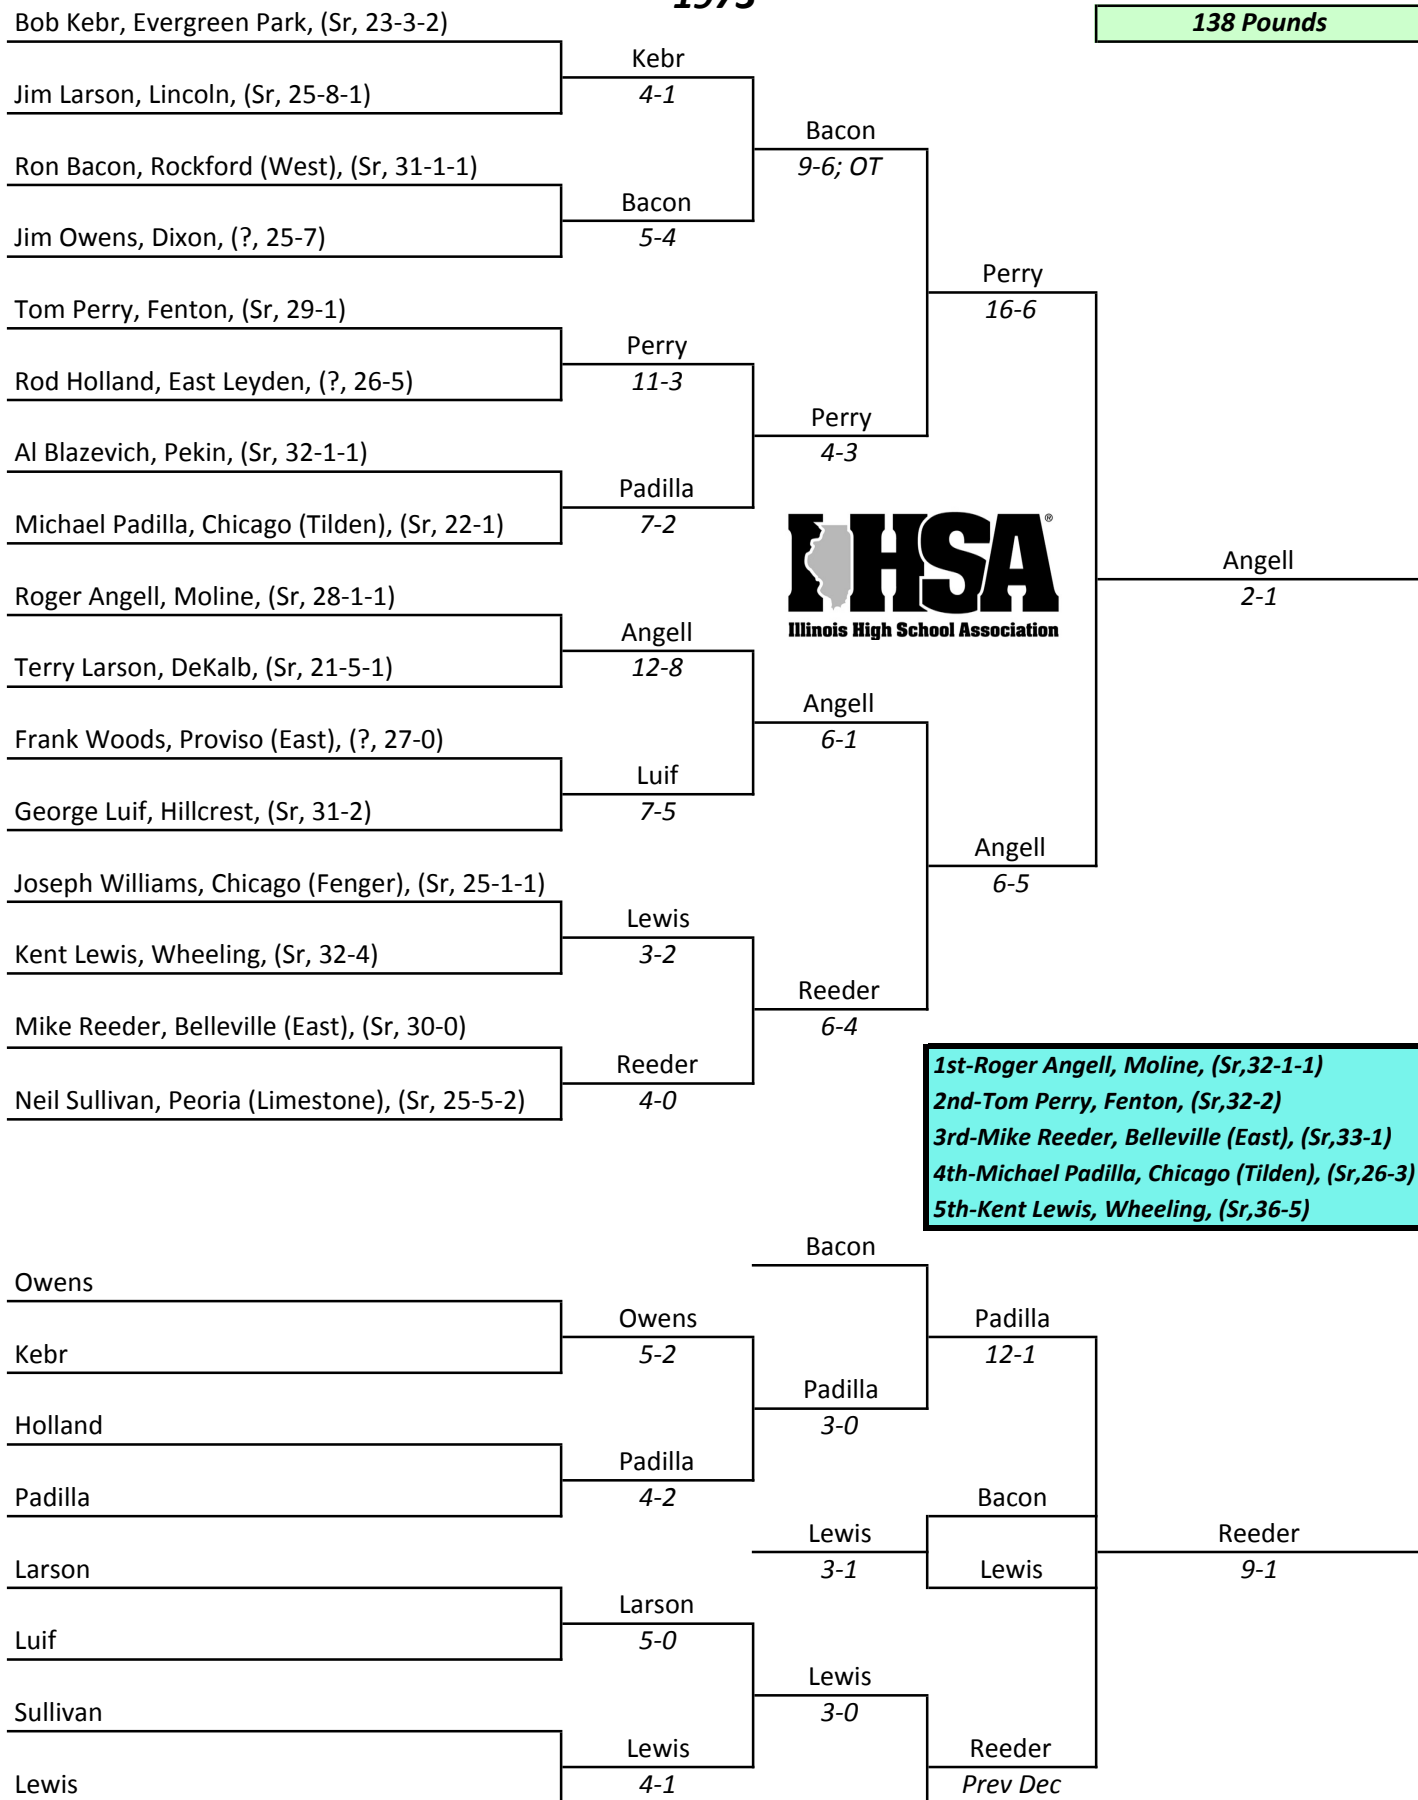 1973
138 Pounds
Bob Kebr, Evergreen Park, (Sr, 23-3-2)
Kebr
Jim Larson, Lincoln, (Sr, 25-8-1)
4-1
Bacon
Ron Bacon, Rockford (West), (Sr, 31-1-1)
9-6; OT
Bacon
Jim Owens, Dixon, (?, 25-7)
5-4
Perry
Tom Perry, Fenton, (Sr, 29-1)
16-6
Perry
Rod Holland, East Leyden, (?, 26-5)
11-3
Perry
Al Blazevich, Pekin, (Sr, 32-1-1)
4-3
Padilla
Michael Padilla, Chicago (Tilden), (Sr, 22-1)
7-2
IHSA®
Illinois High School Association
Angell
Roger Angell, Moline, (Sr, 28-1-1)
2-1
Angell
Terry Larson, DeKalb, (Sr, 21-5-1)
12-8
Angell
Frank Woods, Proviso (East), (?, 27-0)
6-1
Luif
George Luif, Hillcrest, (Sr, 31-2)
7-5
Angell
Joseph Williams, Chicago (Fenger), (Sr, 25-1-1)
6-5
Lewis
Kent Lewis, Wheeling, (Sr, 32-4)
3-2
Reeder
Mike Reeder, Belleville (East), (Sr, 30-0)
6-4
Reeder
Neil Sullivan, Peoria (Limestone), (Sr, 25-5-2)
4-0
1st-Roger Angell, Moline, (Sr,32-1-1)
2nd-Tom Perry, Fenton, (Sr,32-2)
3rd-Mike Reeder, Belleville (East), (Sr,33-1)
4th-Michael Padilla, Chicago (Tilden), (Sr,26-3)
5th-Kent Lewis, Wheeling, (Sr,36-5)
Bacon
Owens
Owens
Padilla
Kebr
5-2
12-1
Padilla
Holland
3-0
Padilla
Padilla
4-2
Bacon
Lewis
Reeder
Larson
3-1
Lewis
9-1
Larson
Luif
5-0
Lewis
Sullivan
3-0
Lewis
Reeder
Lewis
4-1
Prev Dec